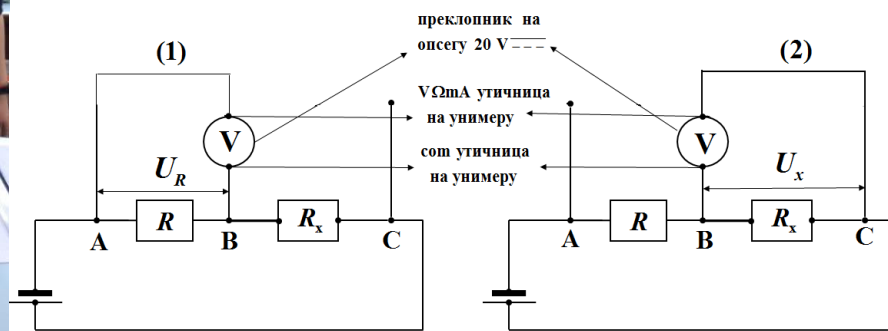 преклопник на
опсегу 20 V
(1)
(2)
VΩmA утичница
на унимеру
V
V
com утичница
на унимеру
U_R
U_x
R
R_x
R
R_x
A
B
C
A
B
C